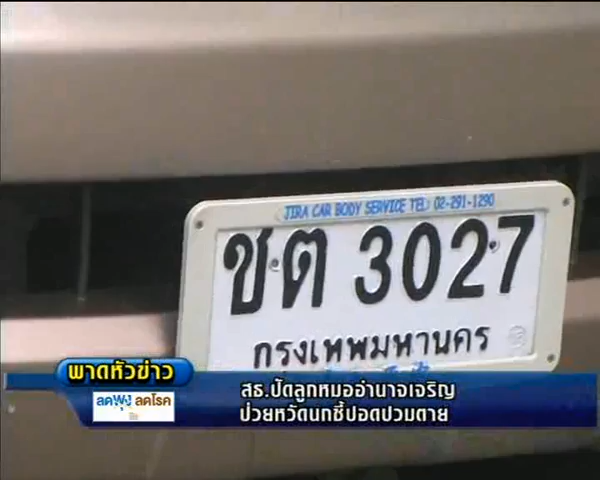 JIRA CAR BODY SERVICE TEL: 02-291-1290
ชต 3027
กรุงเทพมหานคร
พาดหัวข่าว
ลดพุง ลดโรค
สธ.ปัดลูกหมออำนาจเจริญ
ป่วยหวัดนกชี้ปอดบวมตาย